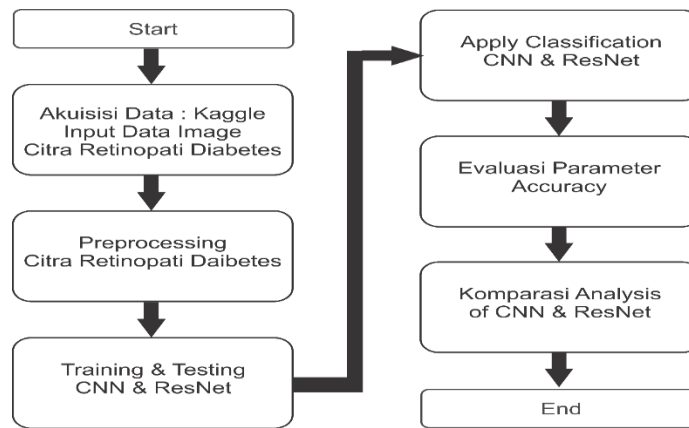 Start
Akuisisi Data : Kaggle
Input Data Image
Citra Retinopati Diabetes
Preprocessing
Citra Retinopati Daibetes
Training & Testing
CNN & ResNet
Apply Classification
CNN & ResNet
Evaluasi Parameter
Accuracy
Komparasi Analysis
of CNN & ResNet
End